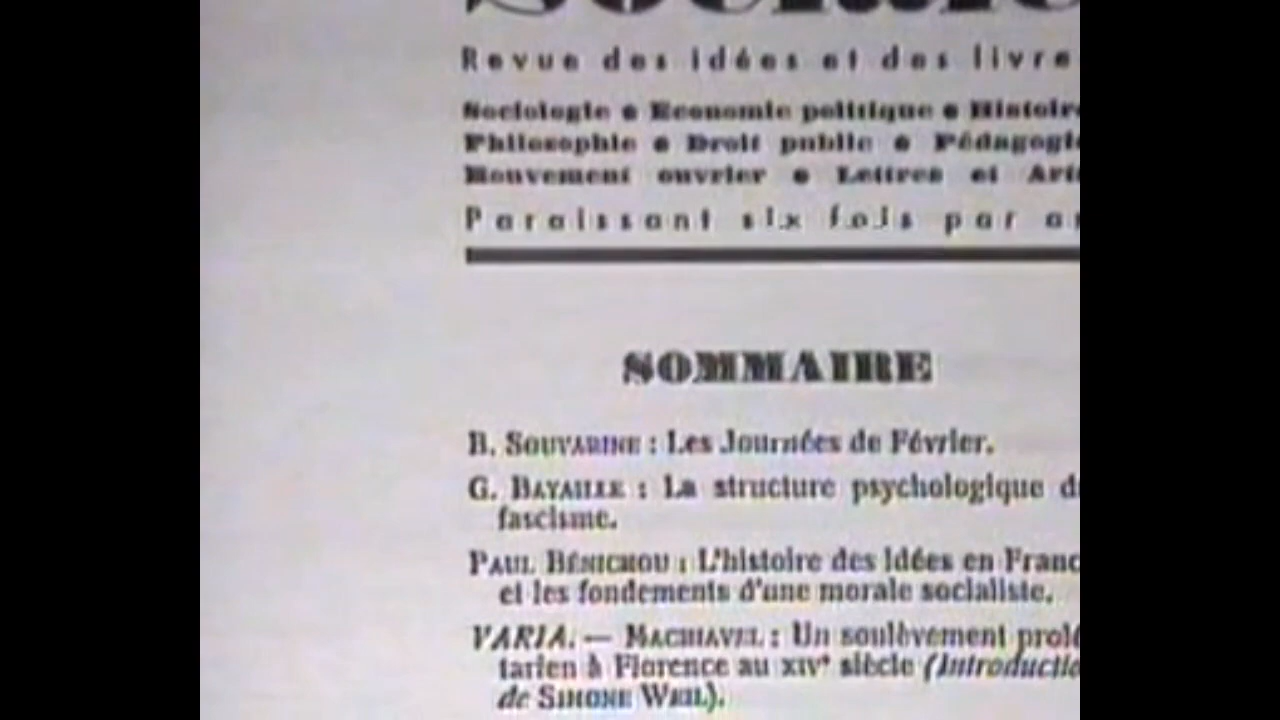 Revue des idées et des livre
Sociologie • Economie politique • Histoire
Philosophie • Droit public • Pédagogie
Mouvement ouvrier • Lettres et Arts
Paraissant six fois par an
SOMMAIRE
B. SOUVARINE : Les Journées de Février.
G. BATAILLE : La structure psychologique du
fascisme.
PAUL BÉNICHOU : L'histoire des idées en Franc
et les fondements d'une morale socialiste.
VARIA. — MACHIAVEL : Un soulèvement prolé
tarien à Florence au XIVe siècle (Introductio
de SIMONE WEIL).